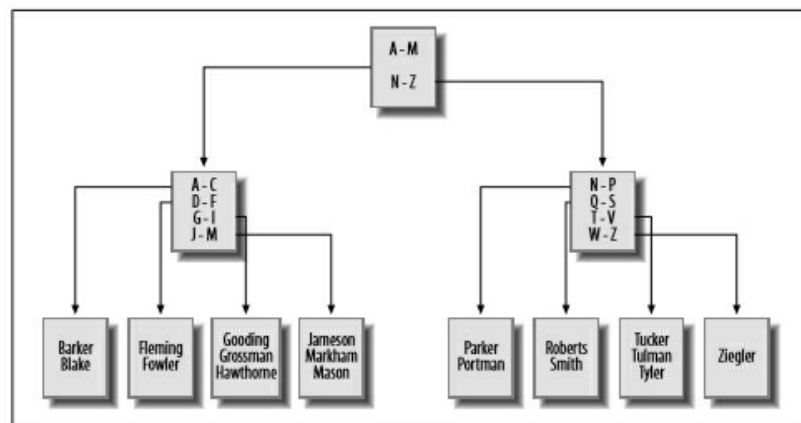 A - M
N - Z
A - C
D - F
G - I
J - M
N - P
Q - S
T - V
W - Z
Barker
Blake
Fleming
Fowler
Gooding
Grossman
Hawthorne
Jameson
Markham
Mason
Parker
Portman
Roberts
Smith
Tucker
Tulman
Tyler
Ziegler